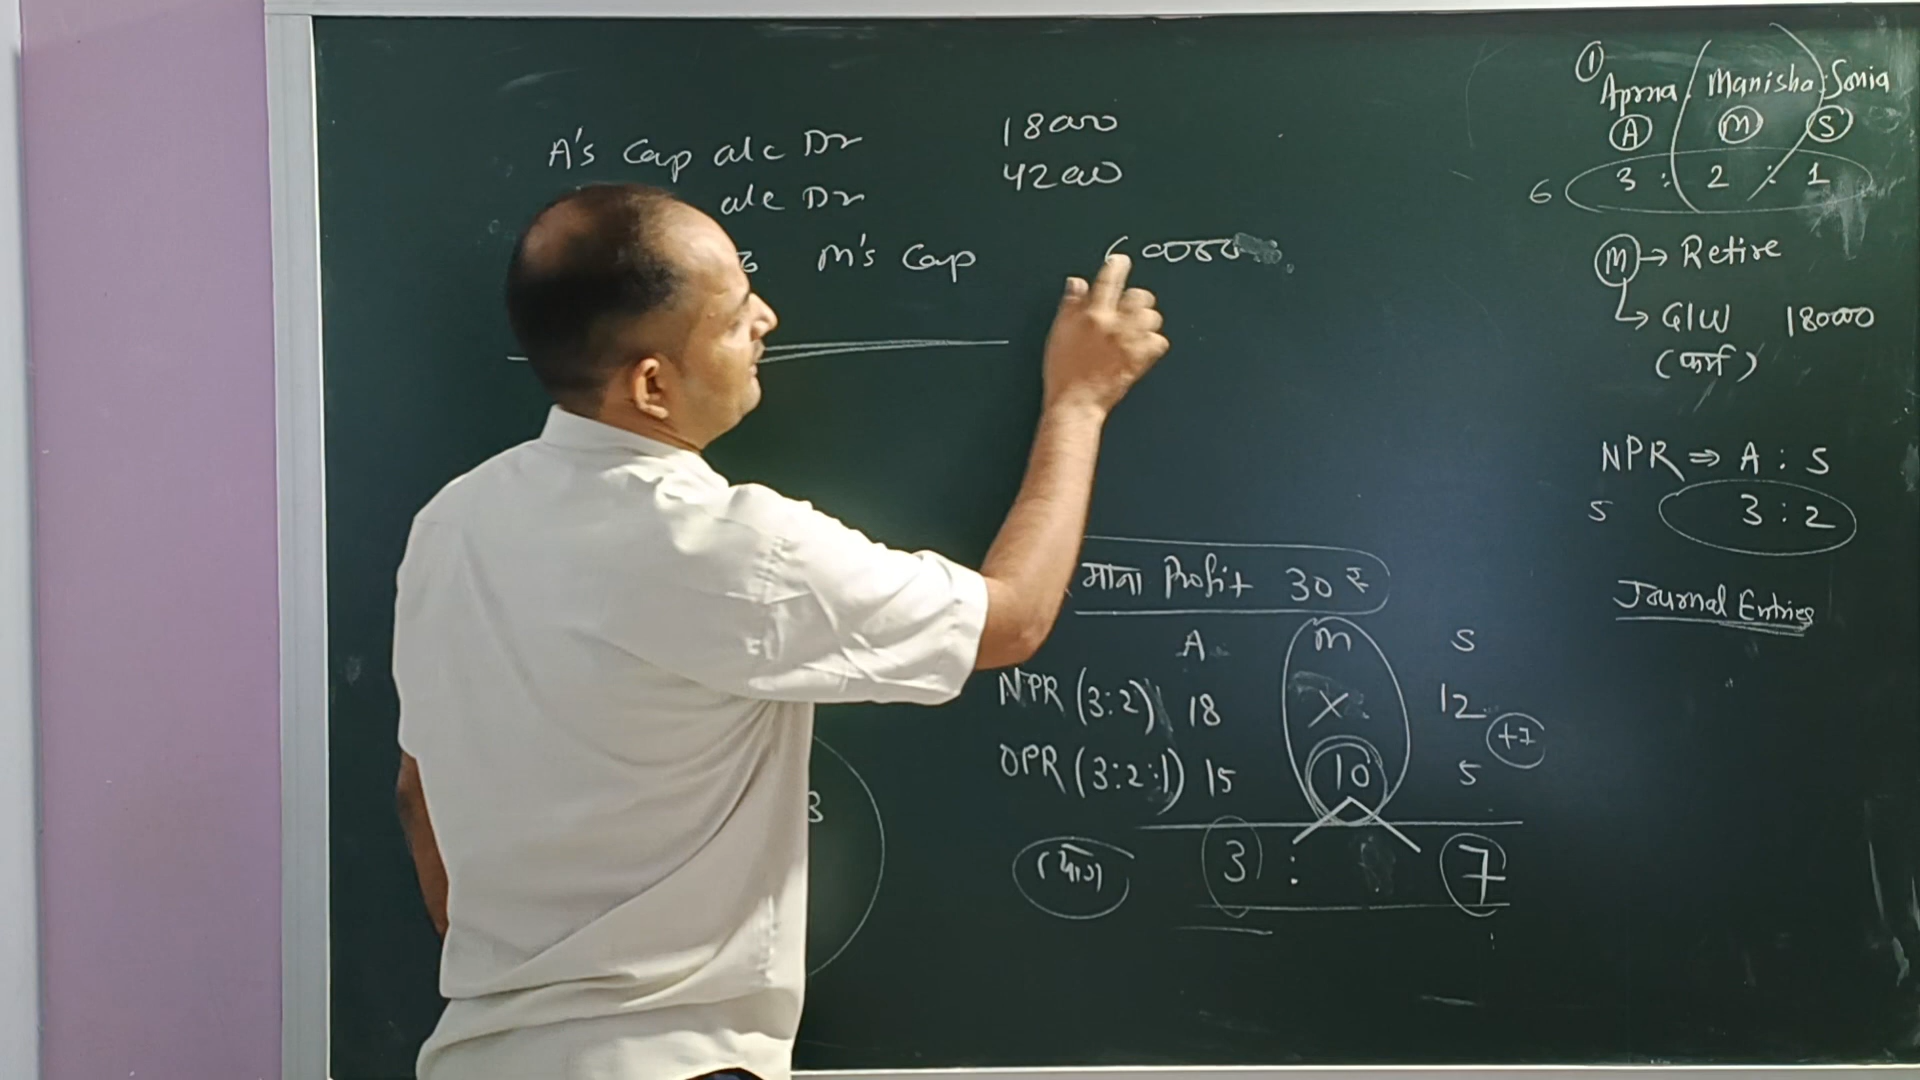 A's Cap a/c Dr 18000
a/c Dr 42000
M's Cap 60000
①
Aprna : Manisha : Sonia
A M S
6 3 : 2 : 1
M → Retire
↳ G/W 180000
(फर्म)
NPR ⇒ A : S
5 3 : 2
Journal Entries
माना Profit 30 ₹
A M S
NPR (3:2) 18 × 12
+7
OPR (3:2:1) 15 10 5
त्याग 3 : 7
3